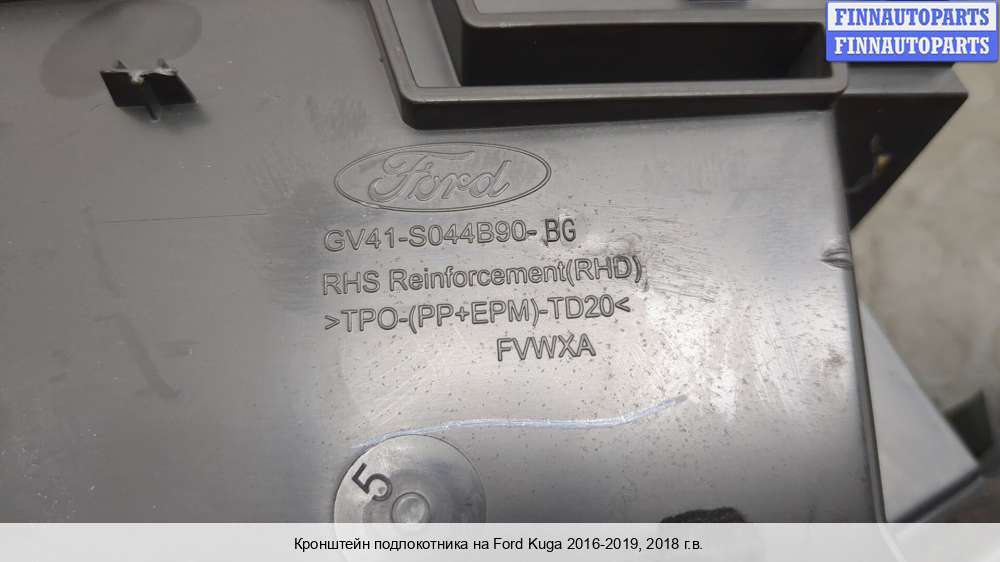 FINNAUTOPARTS
FINNAUTOPARTS
Ford
GV41-S044B90-BG
RHS Reinforcement(RHD)
>TPO-(PP+EPM)-TD20<
FVWXA
5
Кронштейн подлокотника на Ford Kuga 2016-2019, 2018 г.в.